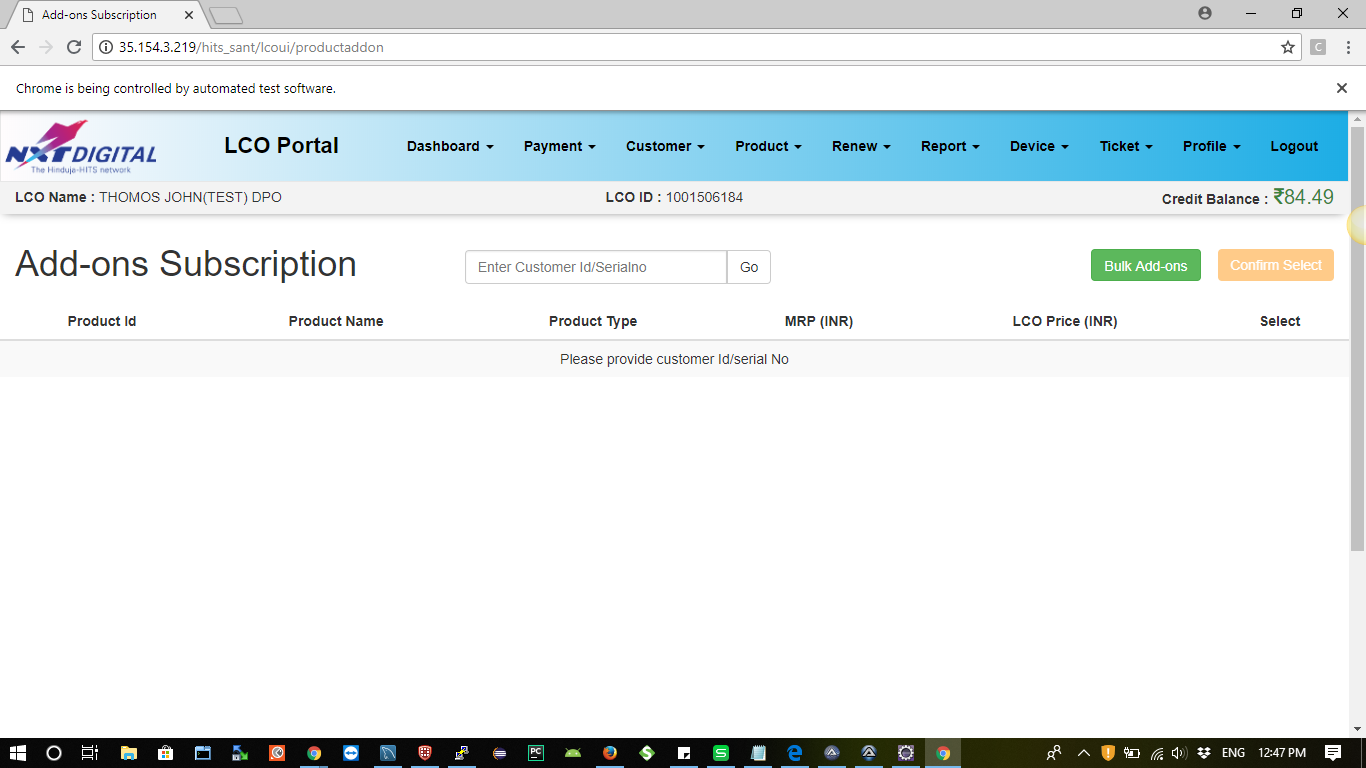 Add-ons Subscription
35.154.3.219/hits_sant/lcoui/productaddon
C
Chrome is being controlled by automated test software.
NXTDIGITAL
The Hinduja-HITS network
LCO Portal
Dashboard Payment Customer Product Renew Report Device Ticket Profile Logout
LCO Name : THOMOS JOHN(TEST) DPO LCO ID : 1001506184 Credit Balance : ₹84.49
Add-ons Subscription Enter Customer Id/Serialno Go Bulk Add-ons Confirm Select
Product Id Product Name Product Type MRP (INR) LCO Price (INR) Select
Please provide customer Id/serial No
PC S ENG 12:47 PM